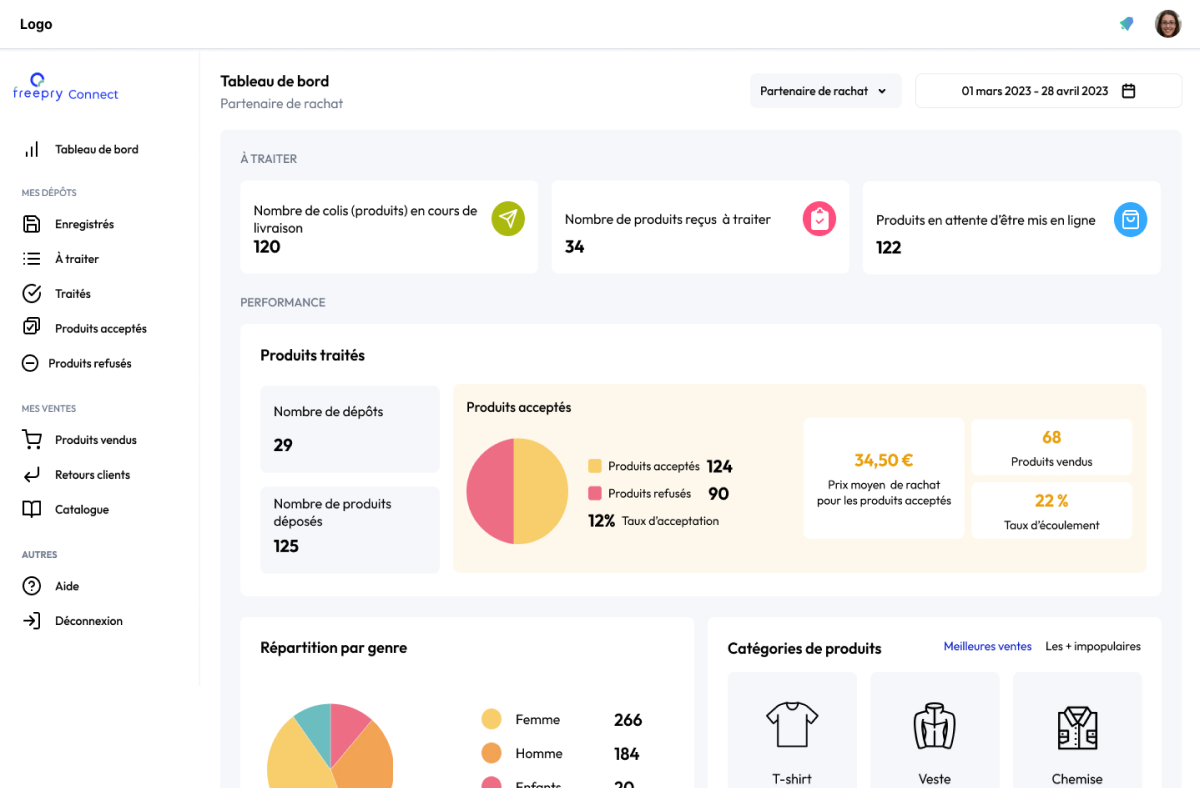 Logo
freepry Connect
Tableau de bord
MES DÉPÔTS
Enregistrés
À traiter
Traités
Produits acceptés
Produits refusés
MES VENTES
Produits vendus
Retours clients
Catalogue
AUTRES
Aide
Déconnexion
Tableau de bord
Partenaire de rachat
Partenaire de rachat
01 mars 2023 - 28 avril 2023
À TRAITER
Nombre de colis (produits) en cours de
livraison
120
Nombre de produits reçus à traiter
34
Produits en attente d'être mis en ligne
122
PERFORMANCE
Produits traités
Nombre de dépôts
29
Nombre de produits
déposés
125
Produits acceptés
Produits acceptés 124
Produits refusés 90
12% Taux d'acceptation
34,50 €
Prix moyen de rachat
pour les produits acceptés
68
Produits vendus
22 %
Taux d'écoulement
Répartition par genre
Femme 266
Homme 184
Enfants 20
Catégories de produits
Meilleures ventes
Les + impopulaires
T-shirt
Veste
Chemise